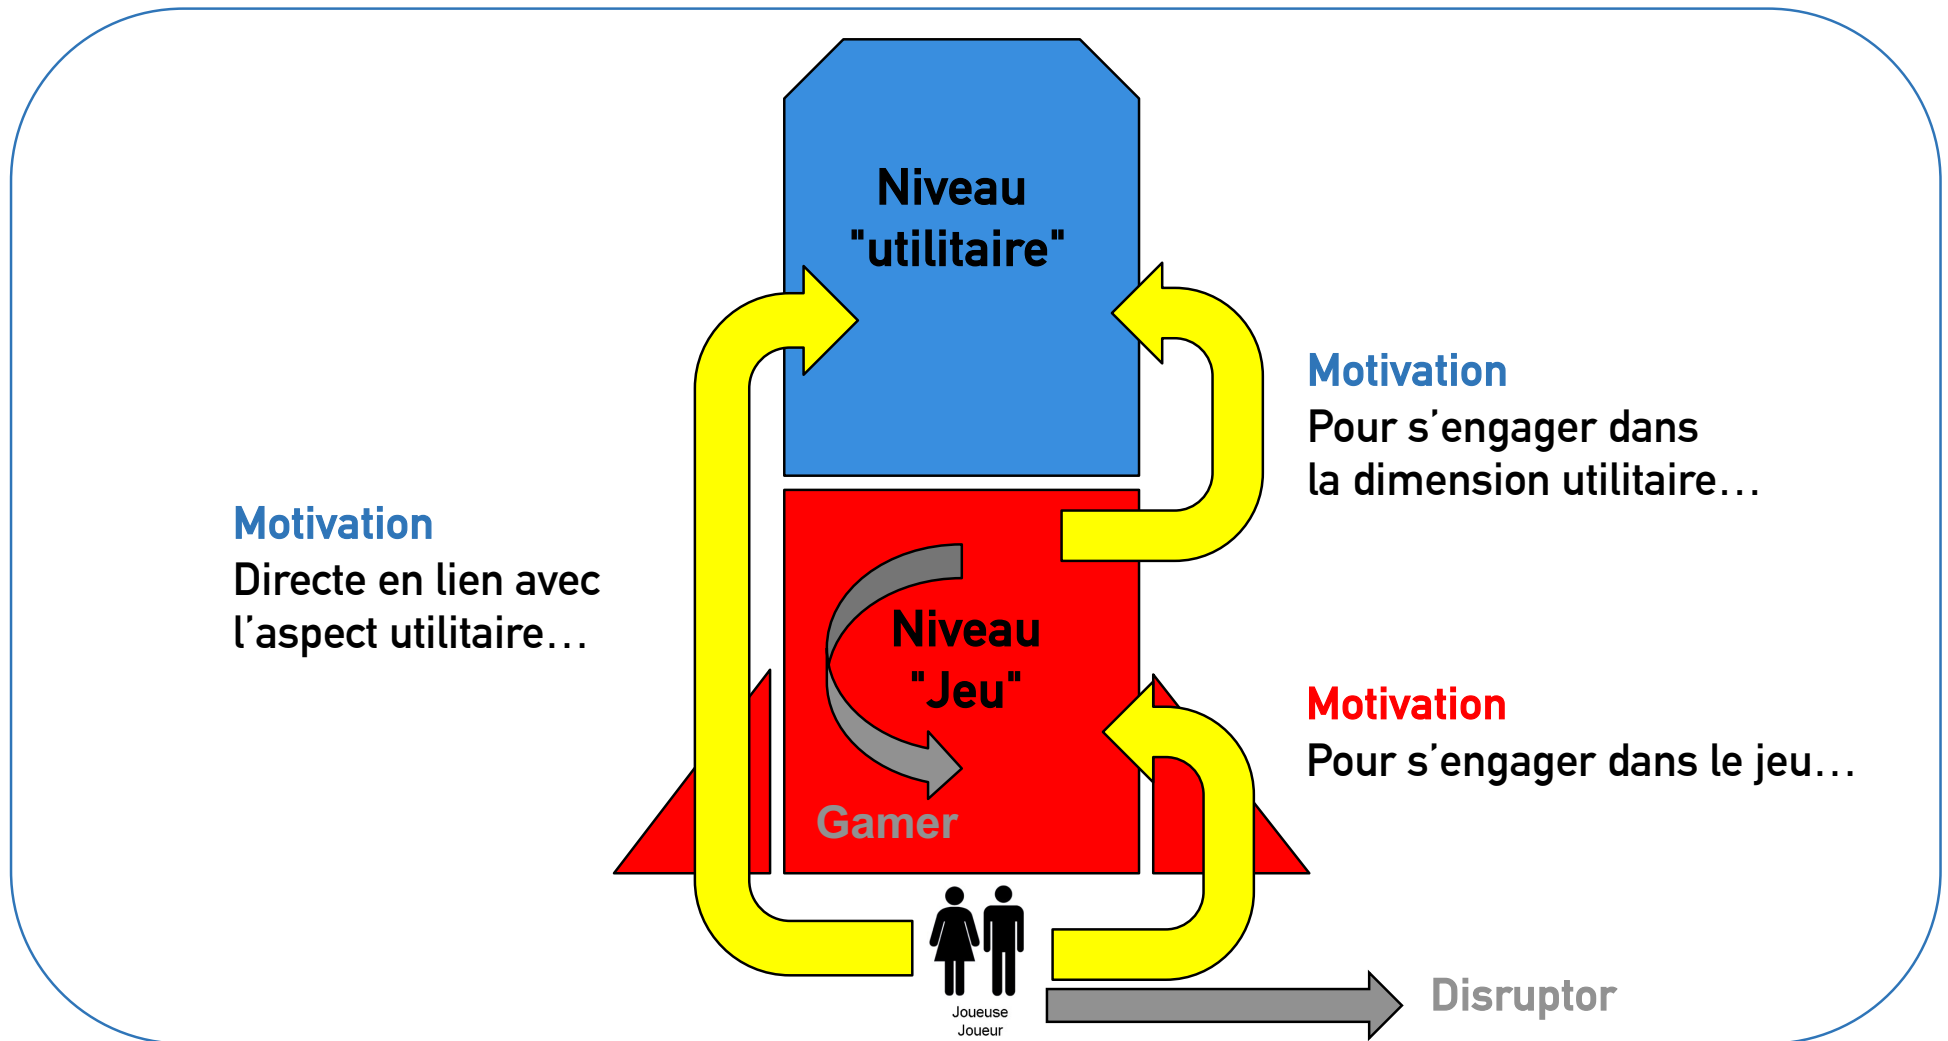 Niveau
"utilitaire"
Motivation
Pour s’engager dans
la dimension utilitaire…
Motivation
Directe en lien avec
l’aspect utilitaire…
Niveau
"Jeu"
Motivation
Pour s’engager dans le jeu…
Gamer
Disruptor
Joueuse
Joueur